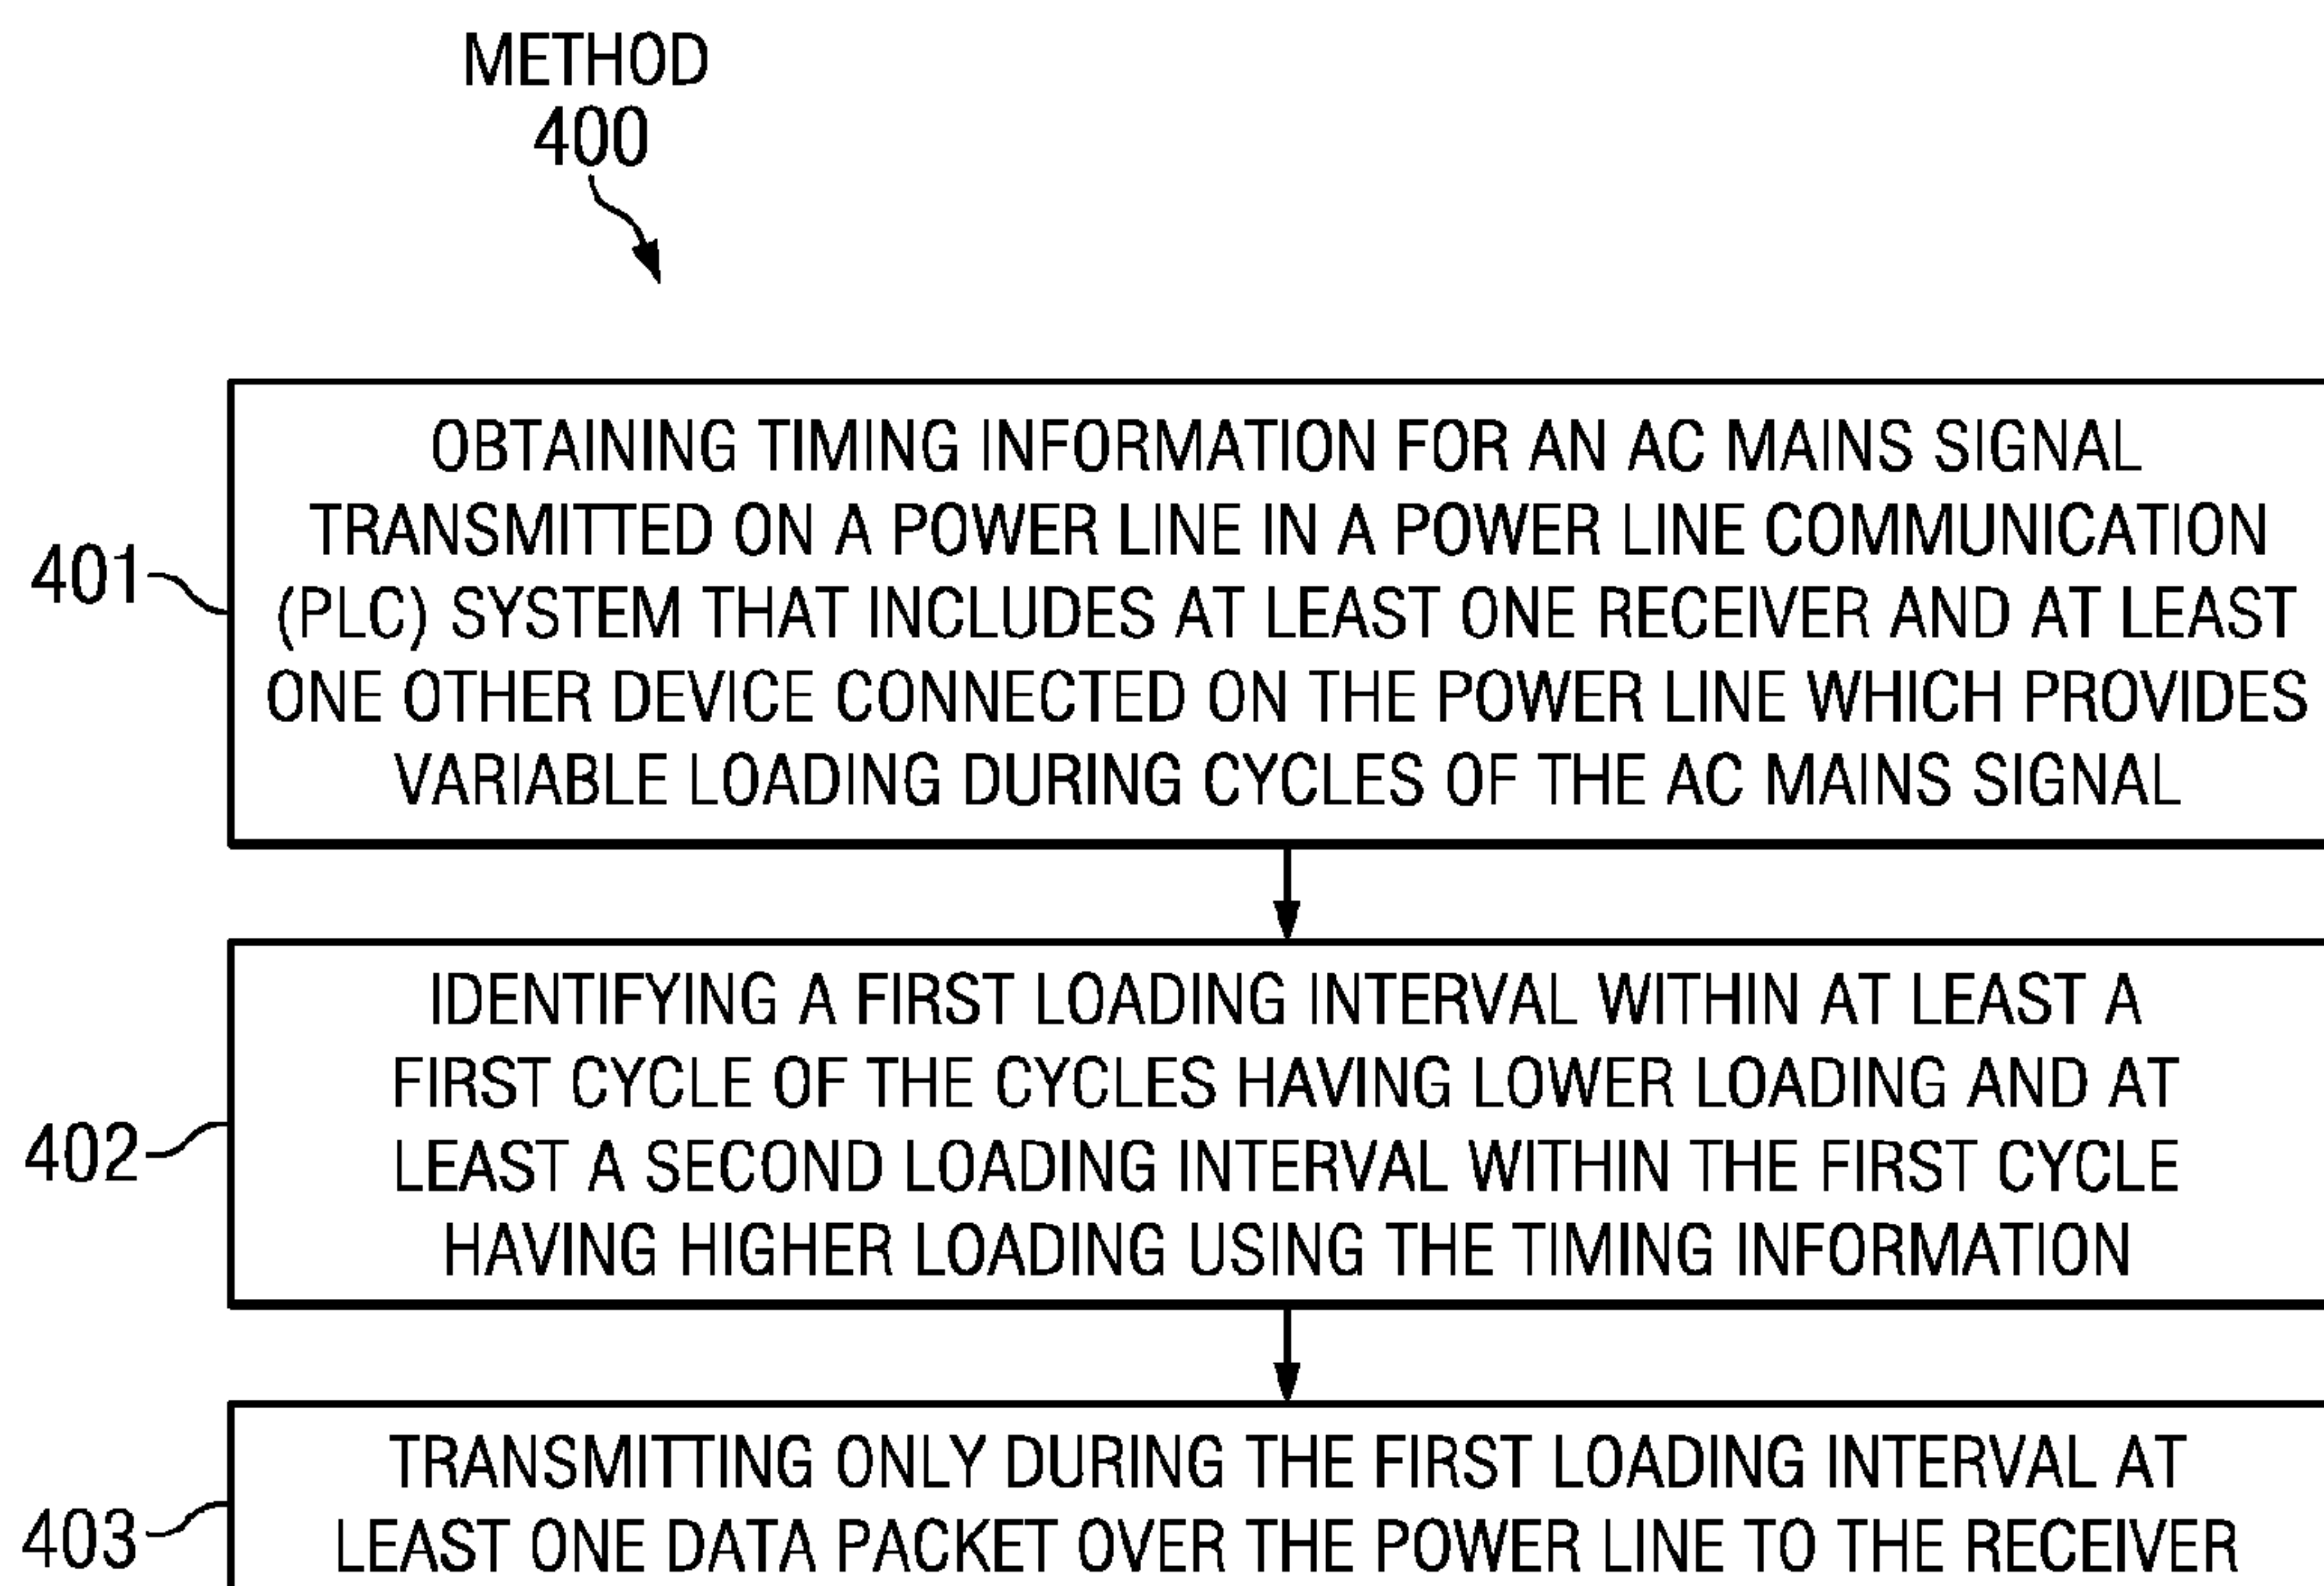 METHOD
400
401
OBTAINING TIMING INFORMATION FOR AN AC MAINS SIGNAL
TRANSMITTED ON A POWER LINE IN A POWER LINE COMMUNICATION
(PLC) SYSTEM THAT INCLUDES AT LEAST ONE RECEIVER AND AT LEAST
ONE OTHER DEVICE CONNECTED ON THE POWER LINE WHICH PROVIDES
VARIABLE LOADING DURING CYCLES OF THE AC MAINS SIGNAL
402
IDENTIFYING A FIRST LOADING INTERVAL WITHIN AT LEAST A
FIRST CYCLE OF THE CYCLES HAVING LOWER LOADING AND AT
LEAST A SECOND LOADING INTERVAL WITHIN THE FIRST CYCLE
HAVING HIGHER LOADING USING THE TIMING INFORMATION
403
TRANSMITTING ONLY DURING THE FIRST LOADING INTERVAL AT
LEAST ONE DATA PACKET OVER THE POWER LINE TO THE RECEIVER